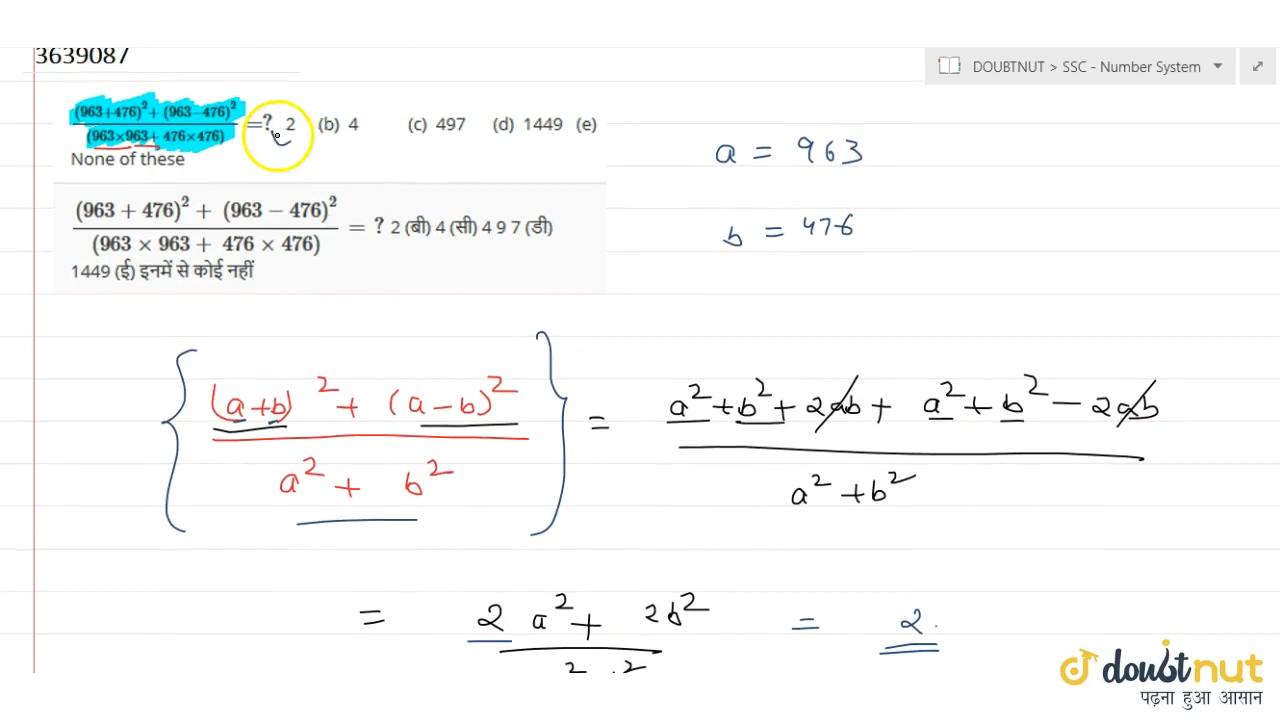 3639087
DOUBTNUT > SSC - Number System
(963+476)² + (963−476)²
(963×963+ 476×476)
=? 2 (b) 4 (c) 497 (d) 1449 (e)
None of these
(963 + 476)² + (963 − 476)²
(963 × 963 + 476 × 476)
= ? 2 (बी) 4 (सी) 4 9 7 (डी)
1449 (ई) इनमें से कोई नहीं
a = 963
b = 476
{ (a+b)² + (a−b)² } = a²+b²+2ab+ a²+b²−2ab
a² + b²
a²+b²
= 2a²+ 2b² = 2
doubtnut
पढ़ना हुआ आसान